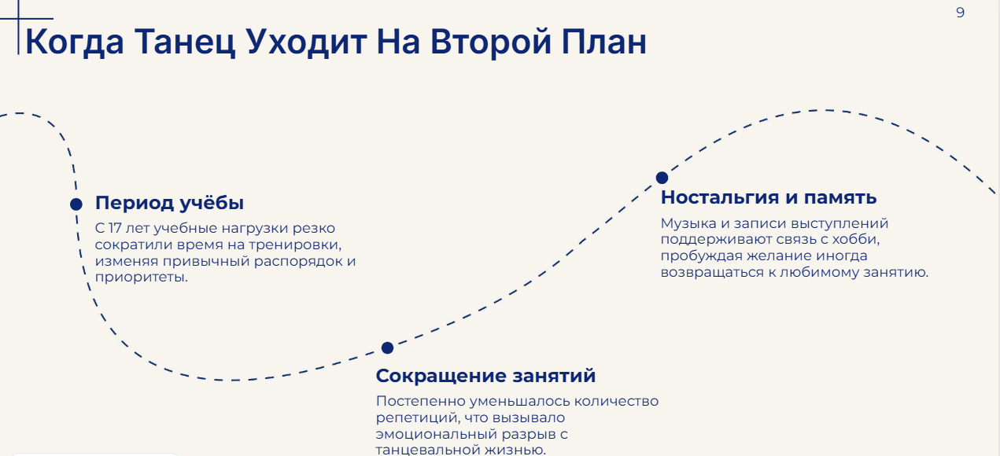 9
Когда Танец Уходит На Второй План
Период учёбы
С 17 лет учебные нагрузки резко
сократили время на тренировки,
изменяя привычный распорядок и
приоритеты.
Сокращение занятий
Постепенно уменьшалось количество
репетиций, что вызывало
эмоциональный разрыв с
танцевальной жизнью.
Ностальгия и память
Музыка и записи выступлений
поддерживают связь с хобби,
пробуждая желание иногда
возвращаться к любимому занятию.